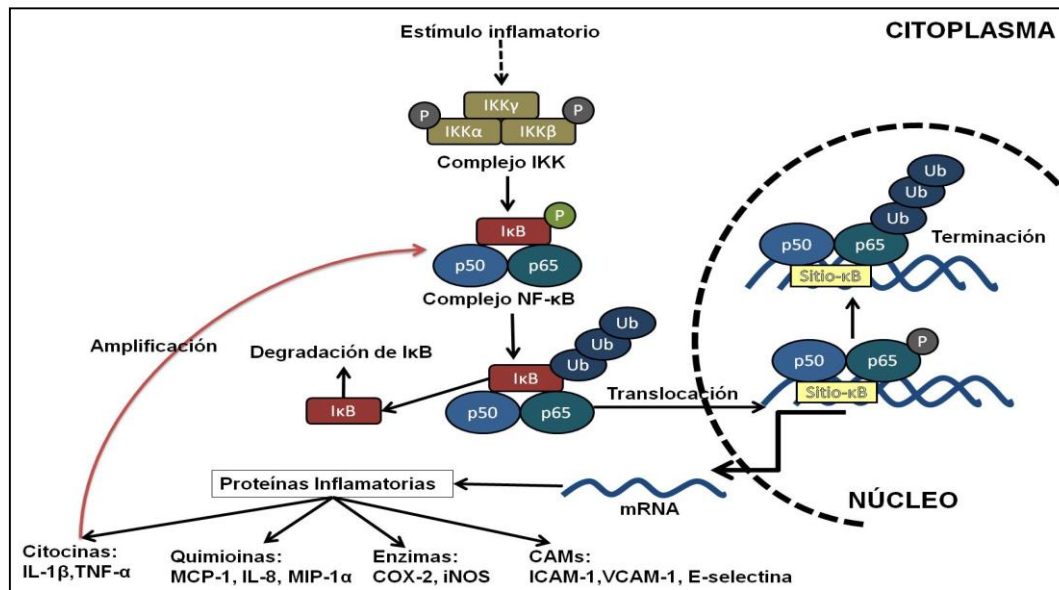 Estímulo inflamatorio
CITOPLASMA
IKKγ
P
P
IKKα
IKKβ
Complejo IKK
P
IκB
p50
p65
Complejo NF-κB
Ub
Ub
Ub
p50
p65
Terminación
Sitio-κB
Amplificación
Degradación de IκB
Ub
Ub
Ub
IκB
IκB
p50
p65
Translocación
P
p50
p65
Sitio-κB
Proteínas Inflamatorias
mRNA
NÚCLEO
Citocinas:
IL-1β,TNF-α
Quimioinas:
MCP-1, IL-8, MIP-1α
Enzimas:
COX-2, iNOS
CAMs:
ICAM-1,VCAM-1, E-selectina